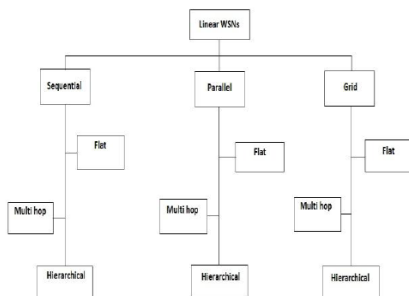 Linear WSNs
Sequential
Parallel
Grid
Flat
Flat
Flat
Multi hop
Multi hop
Multi hop
Hierarchical
Hierarchical
Hierarchical